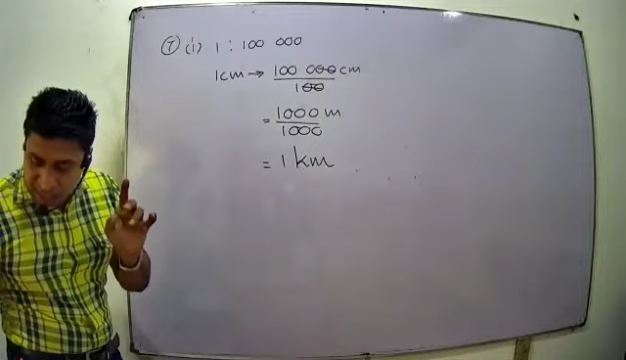 ⑦ (i) 1 : 100 000
1cm → 100 000 cm
100
= 1000 m
1000
= 1 km